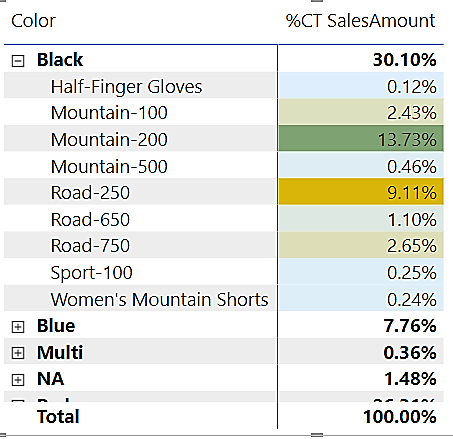 Color %CT SalesAmount
Black 30.10%
Half-Finger Gloves 0.12%
Mountain-100 2.43%
Mountain-200 13.73%
Mountain-500 0.46%
Road-250 9.11%
Road-650 1.10%
Road-750 2.65%
Sport-100 0.25%
Women's Mountain Shorts 0.24%
Blue 7.76%
Multi 0.36%
NA 1.48%
Total 100.00%